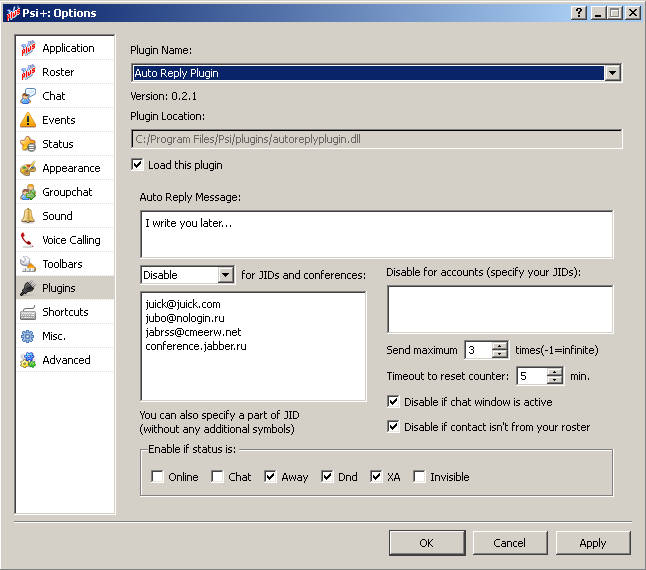 Psi+: Options
Application
Roster
Chat
Events
Status
Appearance
Groupchat
Sound
Voice Calling
Toolbars
Plugins
Shortcuts
Misc.
Advanced
Plugin Name:
Auto Reply Plugin
Version: 0.2.1
Plugin Location:
C:/Program Files/Psi/plugins/autoreplyplugin.dll
Load this plugin
Auto Reply Message:
I write you later...
Disable for JIDs and conferences:
juick@juick.com
jubo@nologin.ru
jabrss@cmeerw.net
conference.jabber.ru
You can also specify a part of JID
(without any additional symbols)
Disable for accounts (specify your JIDs):
Send maximum 3 times(-1=infinite)
Timeout to reset counter: 5 min.
Disable if chat window is active
Disable if contact isn't from your roster
Enable if status is:
Online Chat Away Dnd XA Invisible
OK Cancel Apply